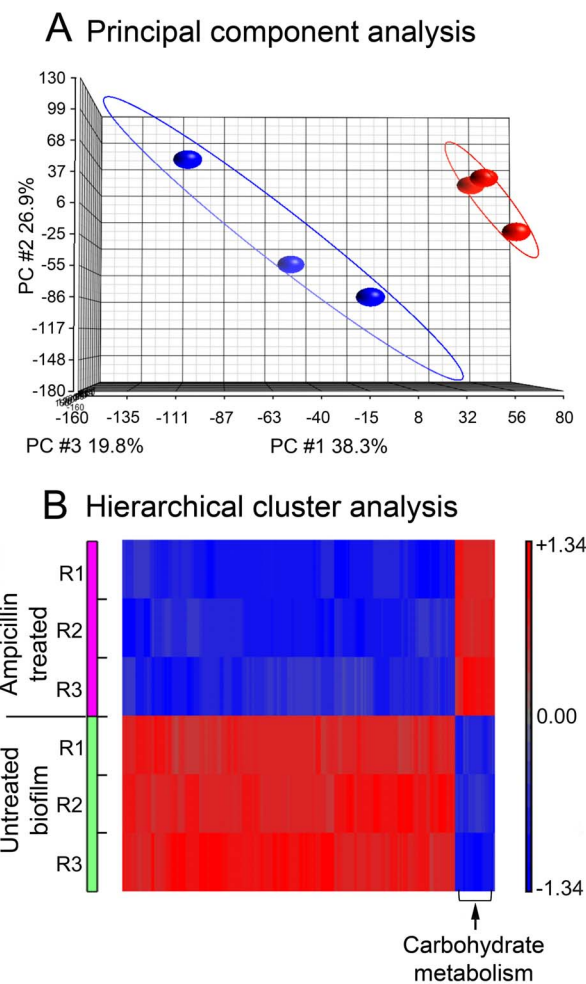 A Principal component analysis
130
99
68
37
6
-25
-55
-86
-117
-148
-180
PC #2 26.9%
-160
-160 -135 -111 -87 -63 -40 -15 8 32 56 80
PC #3 19.8% PC #1 38.3%
B Hierarchical cluster analysis
Ampicillin
treated
R1
R2
R3
Untreated
biofilm
R1
R2
R3
+1.34
0.00
-1.34
Carbohydrate
metabolism